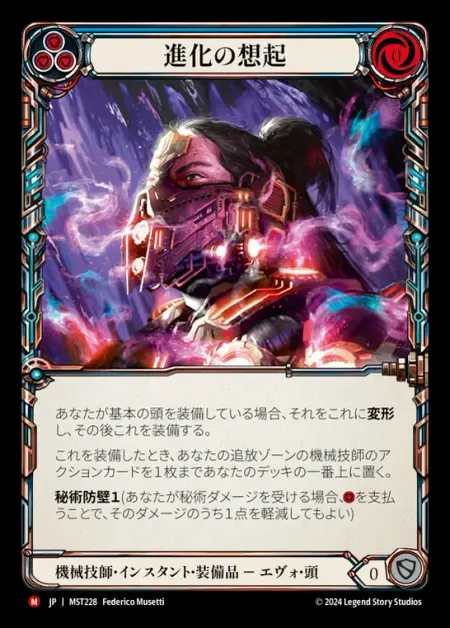 進化の想起
0
あなたが基本の頭を装備している場合、それをこれに変形
し、その後これを装備する。
これを装備したとき、あなたの追放ゾーンの機械技師のア
クションカードを1枚まであなたのデッキの一番上に置く。
秘術防壁1(あなたが秘術ダメージを受ける場合、を支払
うことで、そのダメージのうち1点を軽減してもよい)
機械技師・インスタント・装備品 ー エヴォ・頭
0
M JP | MST228 Federico Musetti
© 2024 Legend Story Studios